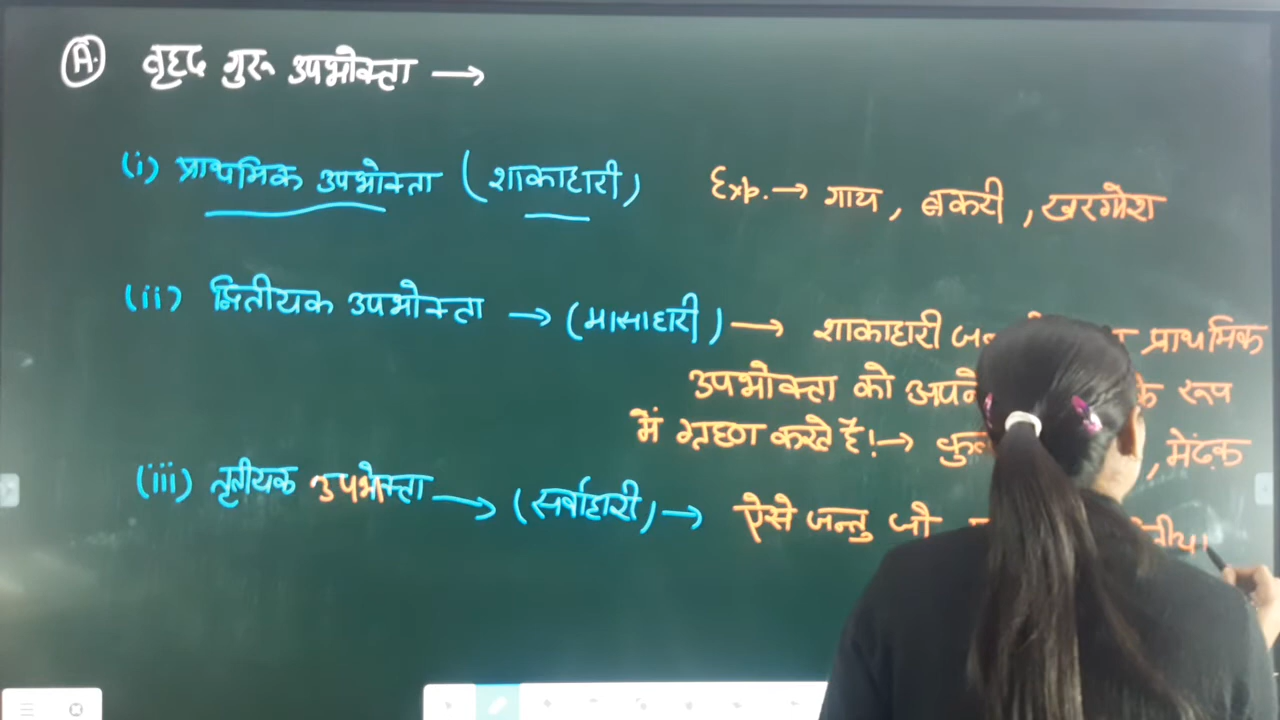 (A.) वृहद गुरू उपभोक्ता →
(i) प्राथमिक उपभोक्ता (शाकाहारी) Exp. → गाय, बकरी, खरगोश
(ii) द्वितीयक उपभोक्ता → (मासाहारी) → शाकाहारी प्राथमिक
उपभोक्ता को रूप
में ग्रहण करते हैं! → , मेंढक
(iii) तृतीयक उपभोक्ता → (सर्वाहारी) → ऐसे जन्तु जो